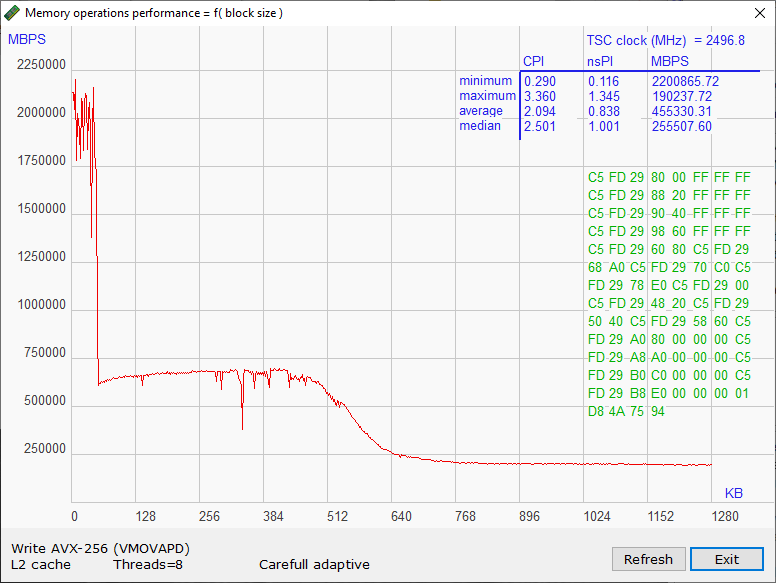 Memory operations performance = f( block size )
MBPS
TSC clock (MHz) = 2496.8
CPI nsPI MBPS
minimum 0.290 0.116 2200865.72
maximum 3.360 1.345 190237.72
average 2.094 0.838 455330.31
median 2.501 1.001 255507.60
2250000
2000000
1750000
1500000
1250000
1000000
750000
500000
250000
C5 FD 29 80 00 FF FF FF
C5 FD 29 88 20 FF FF FF
C5 FD 29 90 40 FF FF FF
C5 FD 29 98 60 FF FF FF
C5 FD 29 60 80 C5 FD 29
68 A0 C5 FD 29 70 C0 C5
FD 29 78 E0 C5 FD 29 00
C5 FD 29 48 20 C5 FD 29
50 40 C5 FD 29 58 60 C5
FD 29 A0 80 00 00 00 C5
FD 29 A8 A0 00 00 00 C5
FD 29 B0 C0 00 00 00 C5
FD 29 B8 E0 00 00 00 01
D8 4A 75 94
KB
0 128 256 384 512 640 768 896 1024 1152 1280
Write AVX-256 (VMOVAPD)
L2 cache Threads=8 Carefull adaptive
Refresh Exit